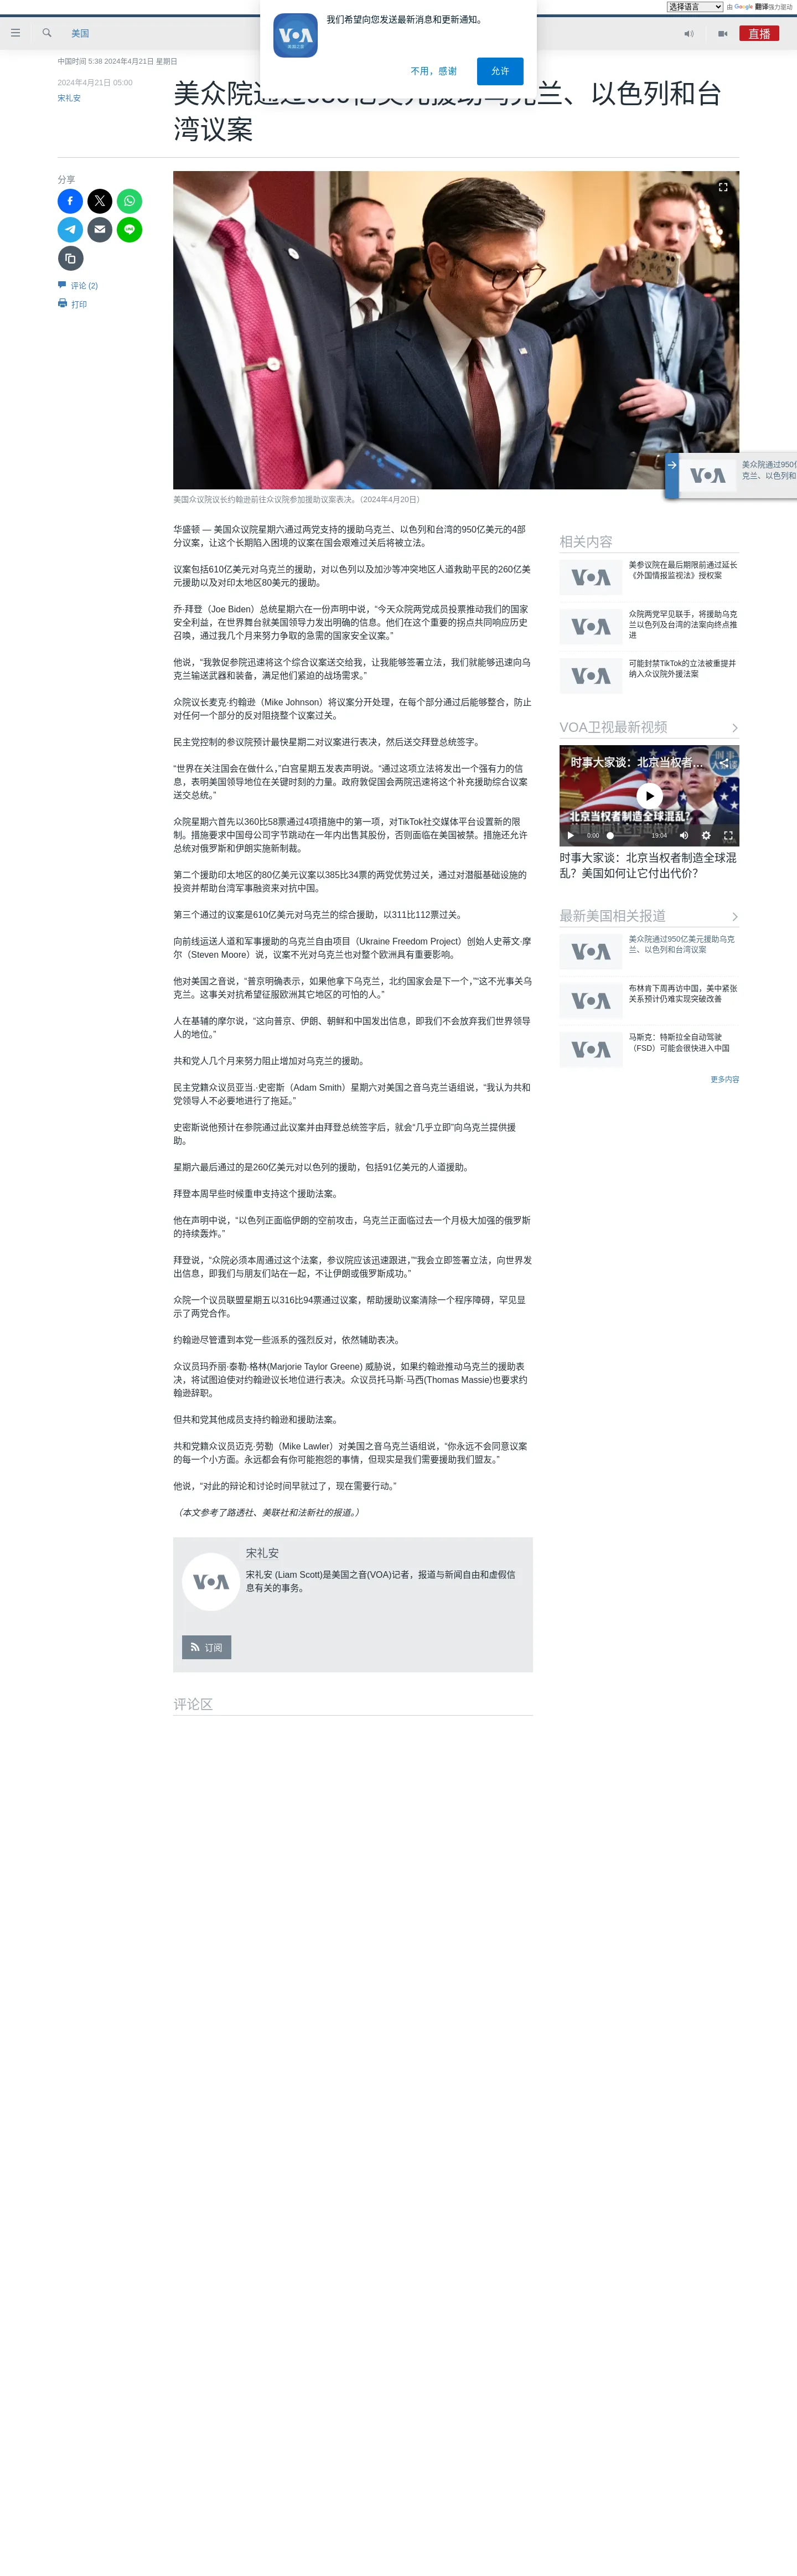 选择语言 由 Google 翻译强力驱动
美国
直播
我们希望向您发送最新消息和更新通知。
不用，感谢
允许
中国时间 5:38 2024年4月21日 星期日
2024年4月21日 05:00
宋礼安
美众院通过950亿美元援助乌克兰、以色列和台
湾议案
分享
评论 (2)
打印
美国众议院议长约翰逊前往众议院参加援助议案表决。（2024年4月20日）
美众院通过950亿
克兰、以色列和
华盛顿 — 美国众议院星期六通过两党支持的援助乌克兰、以色列和台湾的950亿美元的4部
分议案，让这个长期陷入困境的议案在国会艰难过关后将被立法。
议案包括610亿美元对乌克兰的援助，对以色列以及加沙等冲突地区人道救助平民的260亿美
元援助以及对印太地区80美元的援助。
乔·拜登（Joe Biden）总统星期六在一份声明中说，“今天众院两党成员投票推动我们的国家
安全利益，在世界舞台就美国领导力发出明确的信息。他们在这个重要的拐点共同响应历史
召唤，通过我几个月来努力争取的急需的国家安全议案。”
他说，“我敦促参院迅速将这个综合议案送交给我，让我能够签署立法，我们就能够迅速向乌
克兰输送武器和装备，满足他们紧迫的战场需求。”
众院议长麦克·约翰逊（Mike Johnson）将议案分开处理，在每个部分通过后能够整合，防止
对任何一个部分的反对阻挠整个议案过关。
民主党控制的参议院预计最快星期二对议案进行表决，然后送交拜登总统签字。
“世界在关注国会在做什么，”白宫星期五发表声明说。“通过这项立法将发出一个强有力的信
息，表明美国领导地位在关键时刻的力量。政府敦促国会两院迅速将这个补充援助综合议案
送交总统。”
众院星期六首先以360比58票通过4项措施中的第一项，对TikTok社交媒体平台设置新的限
制。措施要求中国母公司字节跳动在一年内出售其股份，否则面临在美国被禁。措施还允许
总统对俄罗斯和伊朗实施新制裁。
第二个援助印太地区的80亿美元议案以385比34票的两党优势过关，通过对潜艇基础设施的
投资并帮助台湾军事融资来对抗中国。
第三个通过的议案是610亿美元对乌克兰的综合援助，以311比112票过关。
向前线运送人道和军事援助的乌克兰自由项目（Ukraine Freedom Project）创始人史蒂文·摩
尔（Steven Moore）说，议案不光对乌克兰也对整个欧洲具有重要影响。
他对美国之音说，“普京明确表示，如果他拿下乌克兰，北约国家会是下一个，”“这不光事关乌
克兰。这事关对抗希望征服欧洲其它地区的可怕的人。”
人在基辅的摩尔说，“这向普京、伊朗、朝鲜和中国发出信息，即我们不会放弃我们世界领导
人的地位。”
共和党人几个月来努力阻止增加对乌克兰的援助。
民主党籍众议员亚当.·史密斯（Adam Smith）星期六对美国之音乌克兰语组说，“我认为共和
党领导人不必要地进行了拖延。”
史密斯说他预计在参院通过此议案并由拜登总统签字后，就会“几乎立即”向乌克兰提供援
助。
星期六最后通过的是260亿美元对以色列的援助，包括91亿美元的人道援助。
拜登本周早些时候重申支持这个援助法案。
他在声明中说，“以色列正面临伊朗的空前攻击，乌克兰正面临过去一个月极大加强的俄罗斯
的持续轰炸。”
拜登说，“众院必须本周通过这个法案，参议院应该迅速跟进，”“我会立即签署立法，向世界发
出信息，即我们与朋友们站在一起，不让伊朗或俄罗斯成功。”
众院一个议员联盟星期五以316比94票通过议案，帮助援助议案清除一个程序障碍，罕见显
示了两党合作。
约翰逊尽管遭到本党一些派系的强烈反对，依然辅助表决。
众议员玛乔丽·泰勒·格林(Marjorie Taylor Greene) 威胁说，如果约翰逊推动乌克兰的援助表
决，将试图迫使对约翰逊议长地位进行表决。众议员托马斯·马西(Thomas Massie)也要求约
翰逊辞职。
但共和党其他成员支持约翰逊和援助法案。
共和党籍众议员迈克·劳勒（Mike Lawler）对美国之音乌克兰语组说，“你永远不会同意议案
的每一个小方面。永远都会有你可能抱怨的事情，但现实是我们需要援助我们盟友。”
他说，“对此的辩论和讨论时间早就过了，现在需要行动。”
（本文参考了路透社、美联社和法新社的报道。）
宋礼安
宋礼安 (Liam Scott)是美国之音(VOA)记者，报道与新闻自由和虚假信
息有关的事务。
订阅
评论区
相关内容
美参议院在最后期限前通过延长
《外国情报监视法》授权案
众院两党罕见联手，将援助乌克
兰以色列及台湾的法案向终点推
进
可能封禁TikTok的立法被重提并
纳入众议院外援法案
VOA卫视最新视频
时事大家谈：北京当权者...
北京当权者制造全球混乱?
0:00 19:04
时事大家谈：北京当权者制造全球混
乱？美国如何让它付出代价？
最新美国相关报道
美众院通过950亿美元援助乌克
兰、以色列和台湾议案
布林肯下周再访中国，美中紧张
关系预计仍难实现突破改善
马斯克：特斯拉全自动驾驶
（FSD）可能会很快进入中国
更多内容